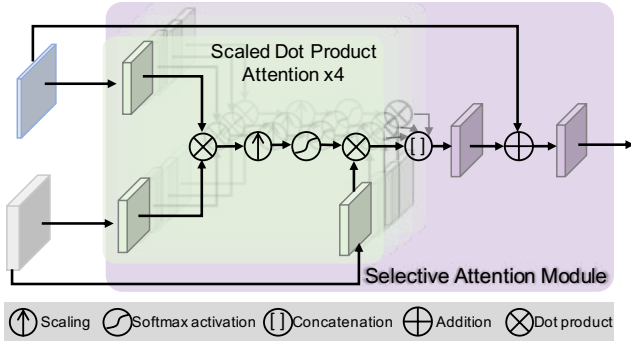 Scaled Dot Product
Attention x4
[ ]
Selective Attention Module
Scaling
Softmax activation
[ ] Concatenation
Addition
Dot product